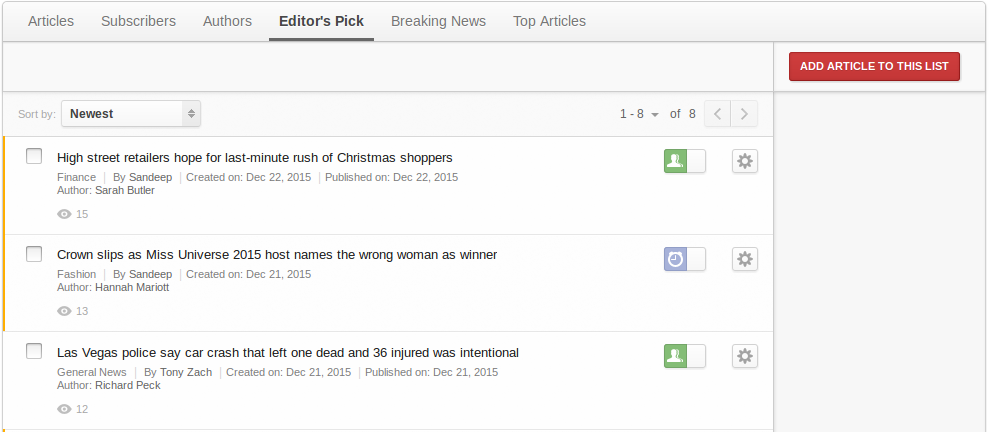 Articles Subscribers Authors Editor's Pick Breaking News Top Articles
ADD ARTICLE TO THIS LIST
Sort by: Newest 1 - 8 of 8
High street retailers hope for last-minute rush of Christmas shoppers
Finance | By Sandeep | Created on: Dec 22, 2015 | Published on: Dec 22, 2015
Author: Sarah Butler
15
Crown slips as Miss Universe 2015 host names the wrong woman as winner
Fashion | By Sandeep | Created on: Dec 21, 2015
Author: Hannah Mariott
13
Las Vegas police say car crash that left one dead and 36 injured was intentional
General News | By Tony Zach | Created on: Dec 21, 2015 | Published on: Dec 21, 2015
Author: Richard Peck
12